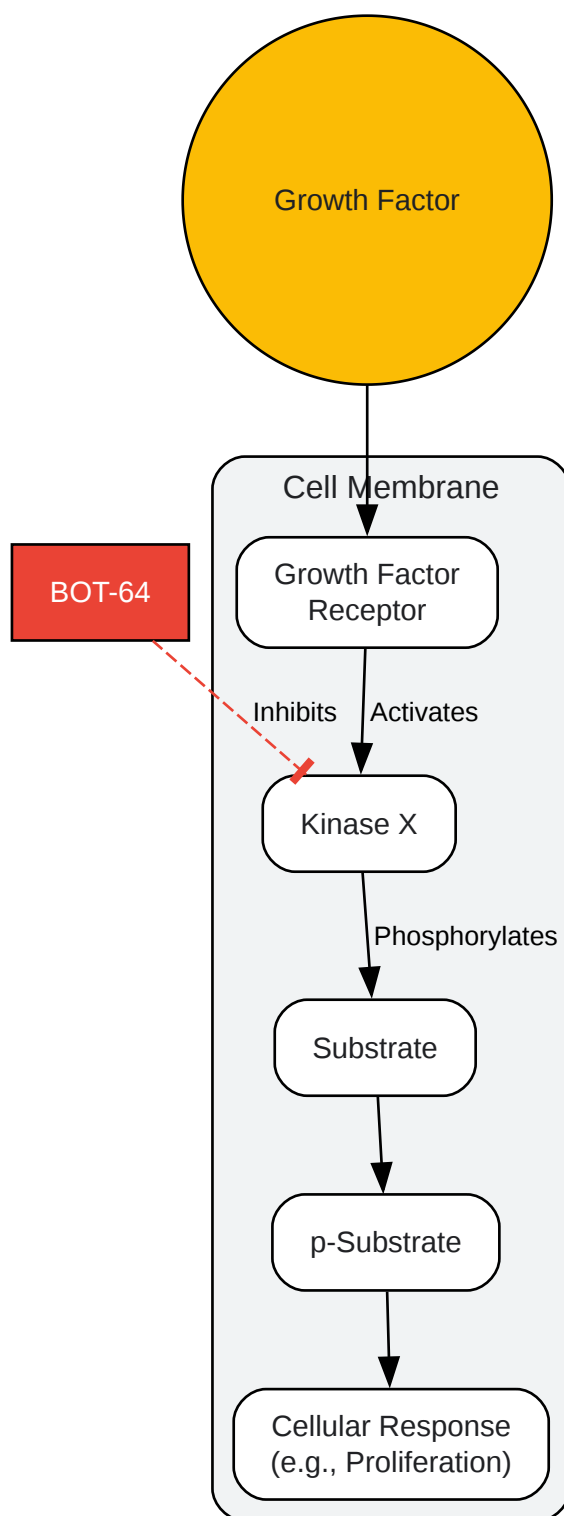 Growth Factor
Cell Membrane
Growth Factor
Receptor
BOT-64
Inhibits
Activates
Kinase X
Phosphorylates
Substrate
p-Substrate
Cellular Response
(e.g., Proliferation)